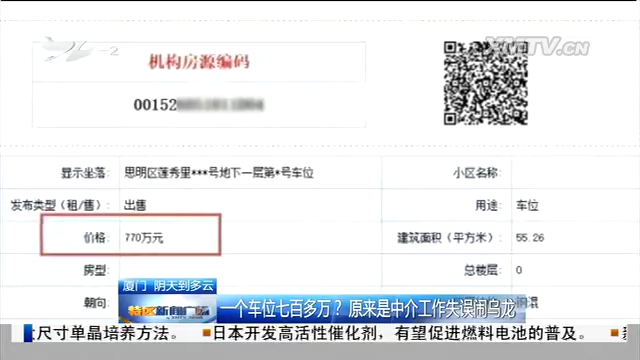 XMTV.CN
-2
机构房源编码
00152
显示坐落: 思明区莲秀里***号地下一层第*号车位 小区名称:
发布类型（租/售）: 出售 用途: 车位
价格: 770万元 建筑面积（平方米）: 55.26
房型: 总楼层: 0
朝向:
厦门 阴天到多云
特区新闻广场 一个车位七百多万？ 原来是中介工作失误闹乌龙
尺寸单晶培养方法。 ■日本开发高活性催化剂，有望促进燃料电池的普及。